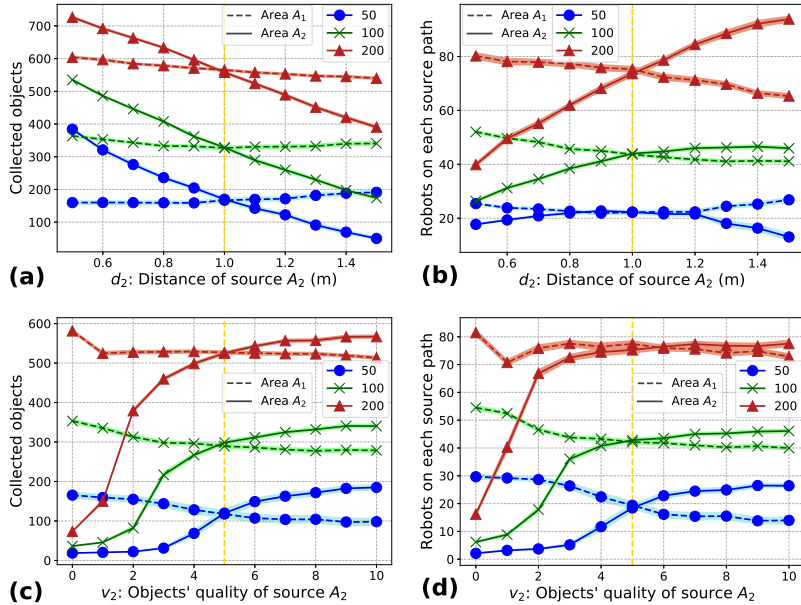 700
600
500
400
300
200
100
Collected objects
Area A₁
Area A₂
50
100
200
0.6 0.8 1.0 1.2 1.4
(a)
d₂: Distance of source A₂ (m)
80
60
40
20
Robots on each source path
Area A₁
Area A₂
50
100
200
0.6 0.8 1.0 1.2 1.4
(b)
d₂: Distance of source A₂ (m)
600
500
400
300
200
100
0
Collected objects
Area A₁
Area A₂
50
100
200
0 2 4 6 8 10
(c)
v₂: Objects' quality of source A₂
80
70
60
50
40
30
20
10
0
Robots on each source path
Area A₁
Area A₂
50
100
200
0 2 4 6 8 10
(d)
v₂: Objects' quality of source A₂